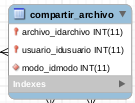 compartir_archivo
archivo_idarchivo INT(11)
usuario_idusuario INT(11)
modo_idmodo INT(11)
Indexes